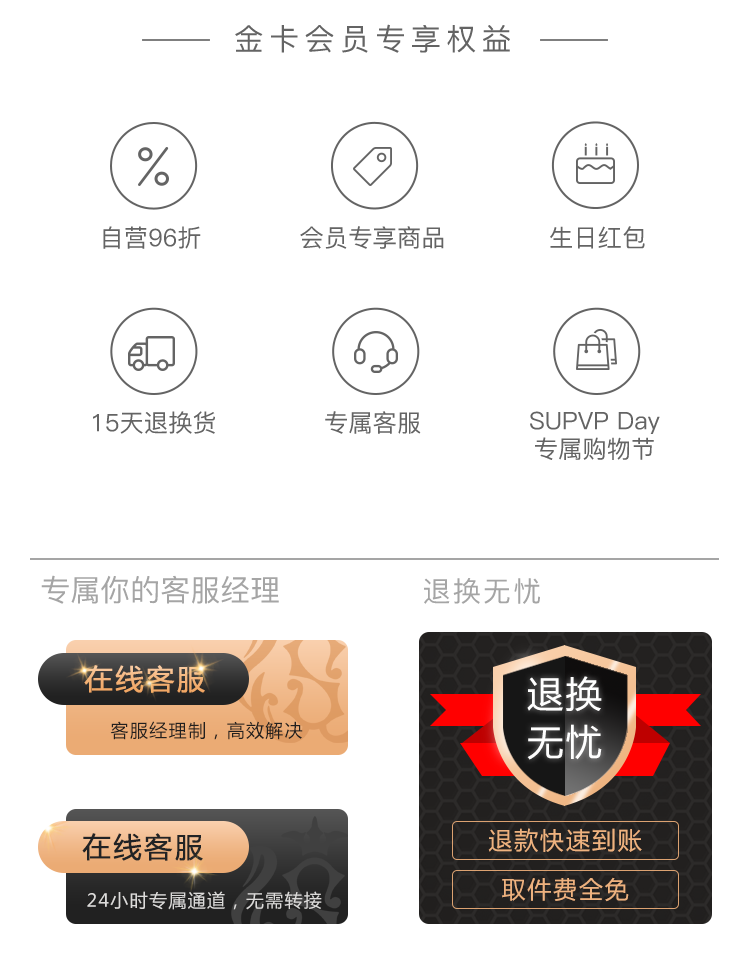 金卡会员专享权益
自营96折
会员专享商品
生日红包
15天退换货
专属客服
SUPVP Day
专属购物节
专属你的客服经理
在线客服
客服经理制，高效解决
在线客服
24小时专属通道，无需转接
退换无忧
退换
无忧
退款快速到账
取件费全免